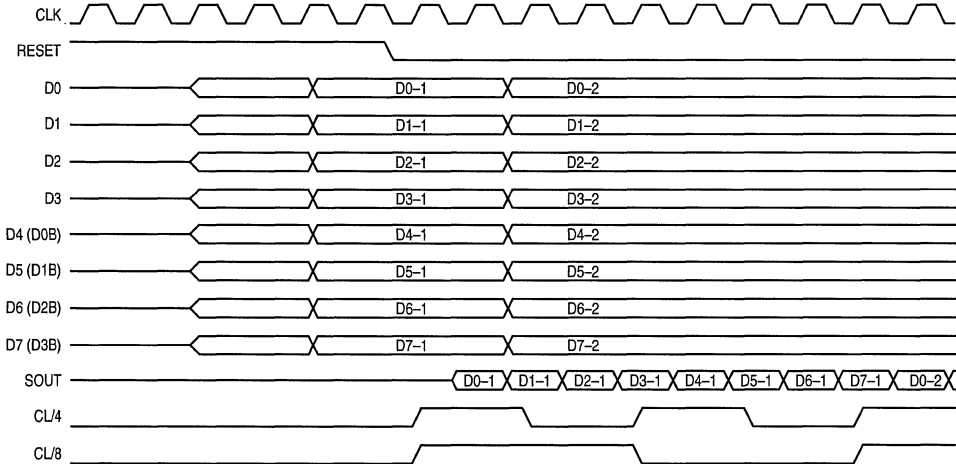 CLK
RESET
D0 D0–1 D0–2
D1 D1–1 D1–2
D2 D2–1 D2–2
D3 D3–1 D3–2
D4 (D0B) D4–1 D4–2
D5 (D1B) D5–1 D5–2
D6 (D2B) D6–1 D6–2
D7 (D3B) D7–1 D7–2
SOUT D0–1 D1–1 D2–1 D3–1 D4–1 D5–1 D6–1 D7–1 D0–2
CL/4
CL/8